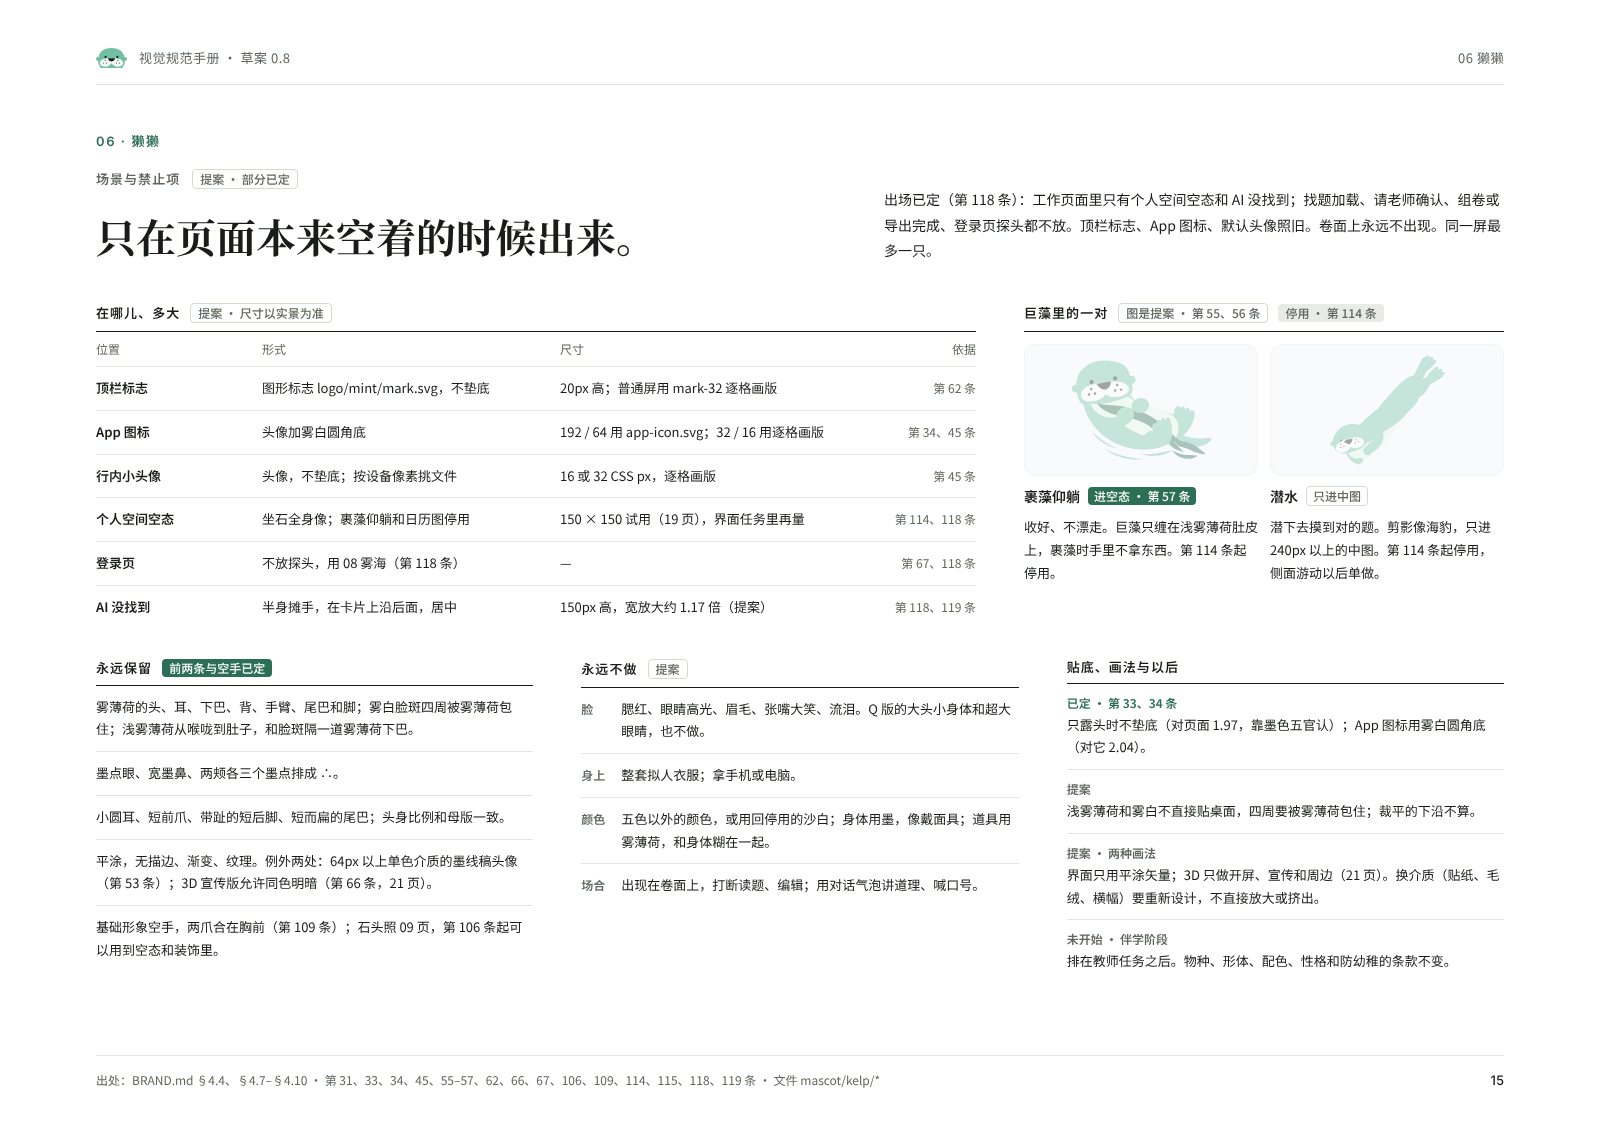 视觉规范手册 · 草案 0.8
06 獭獭
06 · 獭獭
场景与禁止项 提案 · 部分已定
只在页面本来空着的时候出来。
出场已定（第 118 条）：工作页面里只有个人空间空态和 AI 没找到；找题加载、请老师确认、组卷或
导出完成、登录页探头都不放。顶栏标志、App 图标、默认头像照旧。卷面上永远不出现。同一屏最
多一只。
在哪儿、多大 提案 · 尺寸以实景为准
位置 形式 尺寸 依据
顶栏标志 图形标志 logo/mint/mark.svg，不垫底 20px 高；普通屏用 mark-32 逐格画版 第 62 条
App 图标 头像加雾白圆角底 192 / 64 用 app-icon.svg；32 / 16 用逐格画版 第 34、45 条
行内小头像 头像，不垫底；按设备像素挑文件 16 或 32 CSS px，逐格画版 第 45 条
个人空间空态 坐石全身像；裹藻仰躺和日历图停用 150 × 150 试用（19 页），界面任务里再量 第 114、118 条
登录页 不放探头，用 08 雾海（第 118 条） — 第 67、118 条
AI 没找到 半身摊手，在卡片上沿后面，居中 150px 高，宽放大约 1.17 倍（提案） 第 118、119 条
巨藻里的一对 图是提案 · 第 55、56 条 停用 · 第 114 条
裹藻仰躺 进空态 · 第 57 条
收好、不漂走。巨藻只缠在浅雾薄荷肚皮
上，裹藻时手里不拿东西。第 114 条起
停用。
潜水 只进中图
潜下去摸到对的题。剪影像海豹，只进
240px 以上的中图。第 114 条起停用，
侧面游动以后单做。
永远保留 前两条与空手已定
雾薄荷的头、耳、下巴、背、手臂、尾巴和脚；雾白脸斑四周被雾薄荷包
住；浅雾薄荷从喉咙到肚子，和脸斑隔一道雾薄荷下巴。
墨点眼、宽墨鼻、两颊各三个墨点排成 ∴。
小圆耳、短前爪、带趾的短后脚、短而扁的尾巴；头身比例和母版一致。
平涂，无描边、渐变、纹理。例外两处：64px 以上单色介质的墨线稿头像
（第 53 条）；3D 宣传版允许同色明暗（第 66 条，21 页）。
基础形象空手，两爪合在胸前（第 109 条）；石头照 09 页，第 106 条起可
以用到空态和装饰里。
永远不做 提案
脸 腮红、眼睛高光、眉毛、张嘴大笑、流泪。Q 版的大头小身体和超大
眼睛，也不做。
身上 整套拟人衣服；拿手机或电脑。
颜色 五色以外的颜色，或用回停用的沙白；身体用墨，像戴面具；道具用
雾薄荷，和身体糊在一起。
场合 出现在卷面上，打断读题、编辑；用对话气泡讲道理、喊口号。
贴底、画法与以后
已定 · 第 33、34 条
只露头时不垫底（对页面 1.97，靠墨色五官认）；App 图标用雾白圆角底
（对它 2.04）。
提案
浅雾薄荷和雾白不直接贴桌面，四周要被雾薄荷包住；裁平的下沿不算。
提案 · 两种画法
界面只用平涂矢量；3D 只做开屏、宣传和周边（21 页）。换介质（贴纸、毛
绒、横幅）要重新设计，不直接放大或挤出。
未开始 · 伴学阶段
排在教师任务之后。物种、形体、配色、性格和防幼稚的条款不变。
出处：BRAND.md §4.4、§4.7–§4.10 · 第 31、33、34、45、55–57、62、66、67、106、109、114、115、118、119 条 · 文件 mascot/kelp/*
15